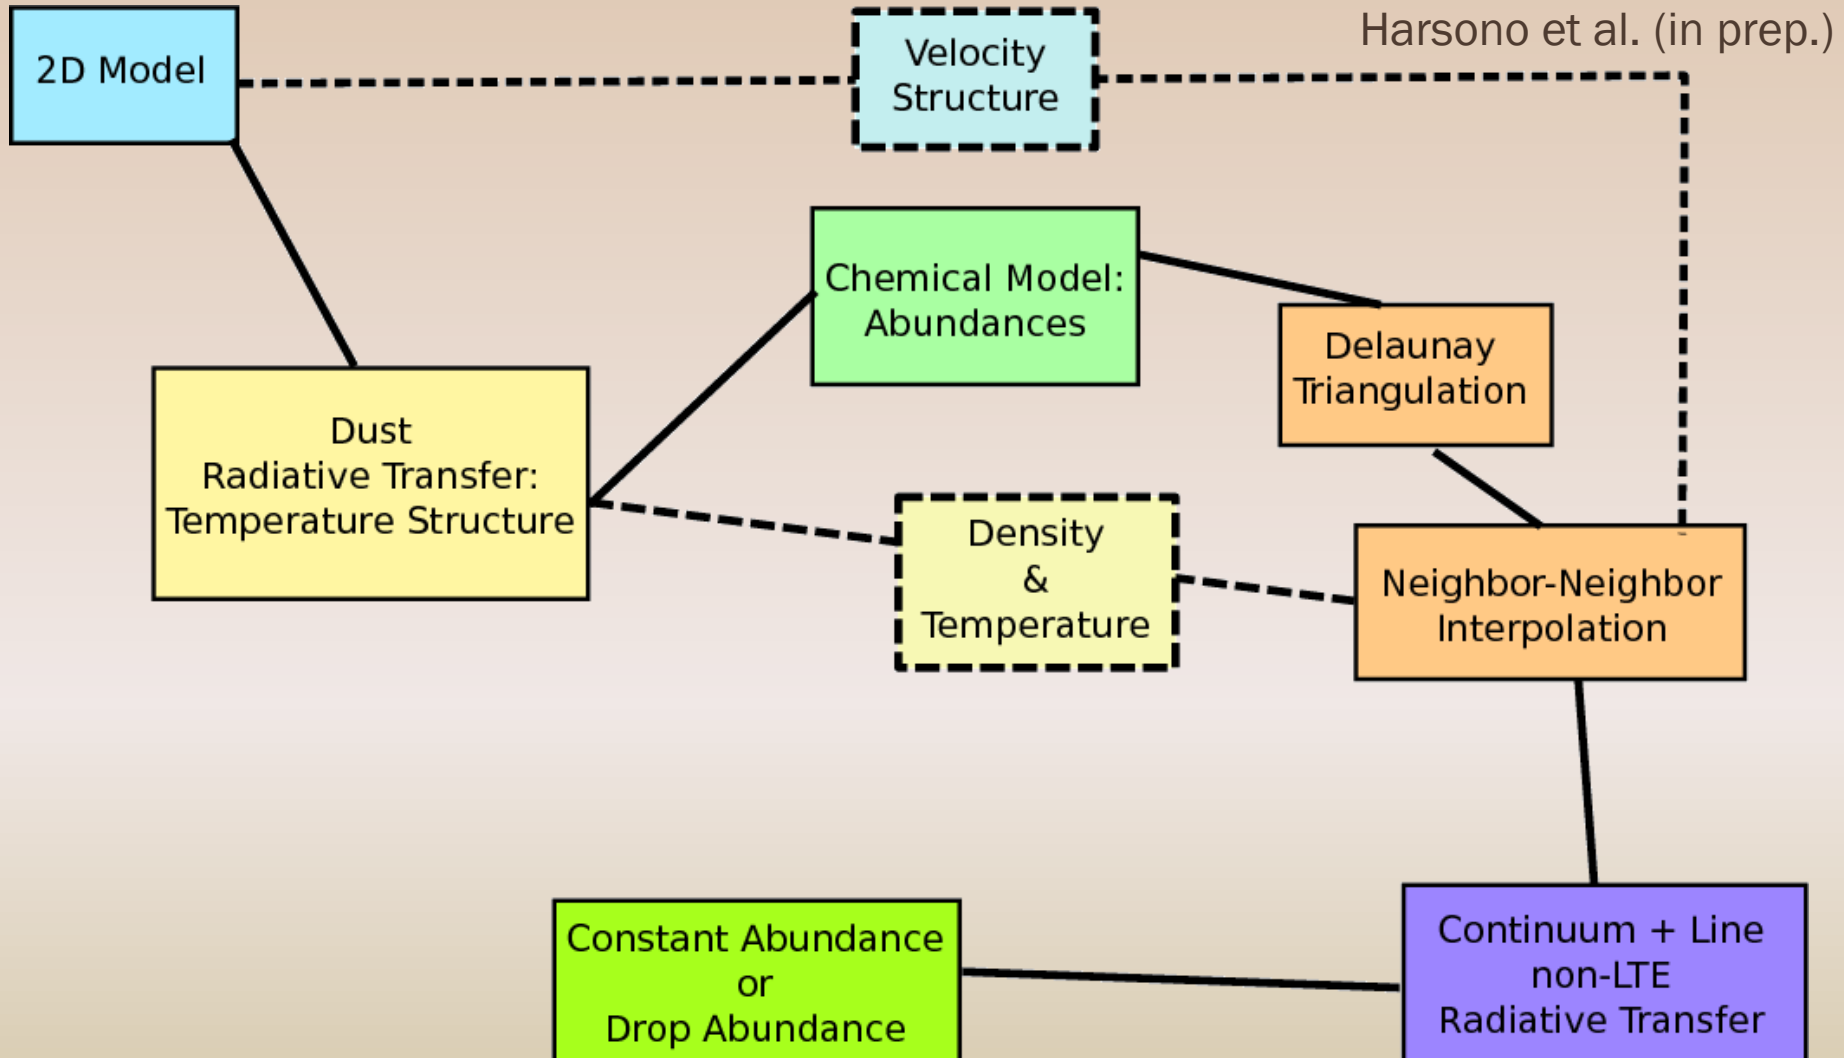 Harsono et al. (in prep.)
2D Model
Velocity
Structure
Chemical Model:
Abundances
Delaunay
Triangulation
Dust
Radiative Transfer:
Temperature Structure
Density
&
Temperature
Neighbor-Neighbor
Interpolation
Constant Abundance
or
Drop Abundance
Continuum + Line
non-LTE
Radiative Transfer